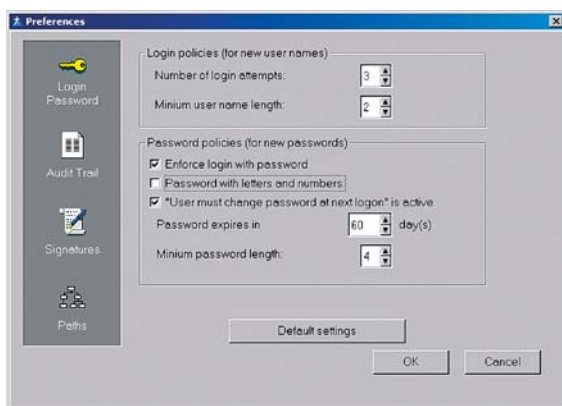 Preferences
Login Password
Audit Trail
Signatures
Paths
Login policies (for new user names)
Number of login attempts: 3
Minium user name length: 2
Password policies (for new passwords)
Enforce login with password
Password with letters and numbers
"User must change password at next logon" is active
Password expires in 60 day(s)
Minium password length: 4
Default settings
OK Cancel